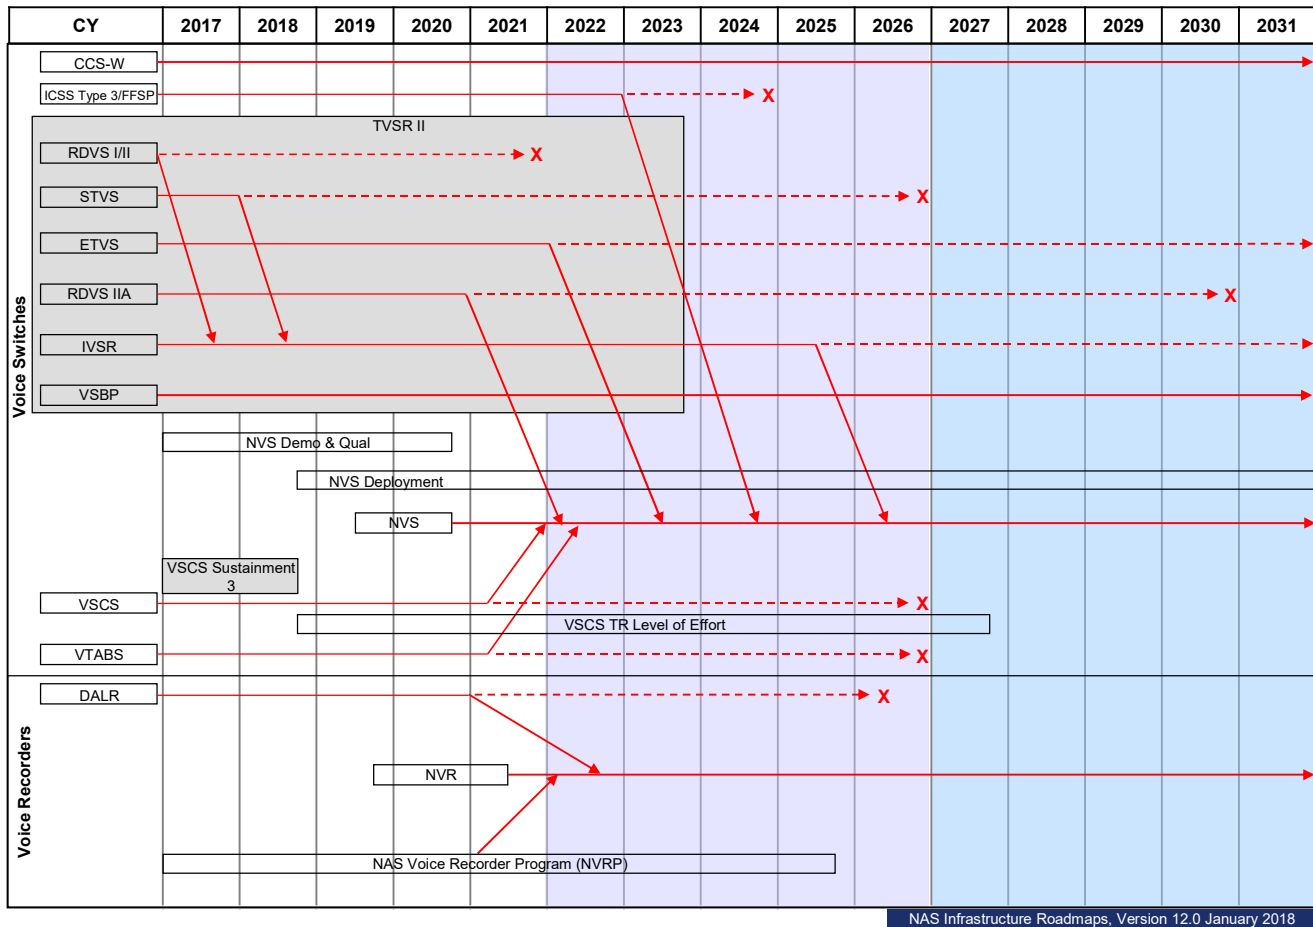 CY 2017 2018 2019 2020 2021 2022 2023 2024 2025 2026 2027 2028 2029 2030 2031
Voice Switches
CCS-W
ICSS Type 3/FFSP
X
TVSR II
RDVS I/II
X
STVS
X
ETVS
RDVS IIA
X
IVSR
VSBP
NVS Demo & Qual
NVS Deployment
NVS
VSCS Sustainment
3
VSCS
X
VSCS TR Level of Effort
VTABS
X
Voice Recorders
DALR
X
NVR
NAS Voice Recorder Program (NVRP)
NAS Infrastructure Roadmaps, Version 12.0 January 2018